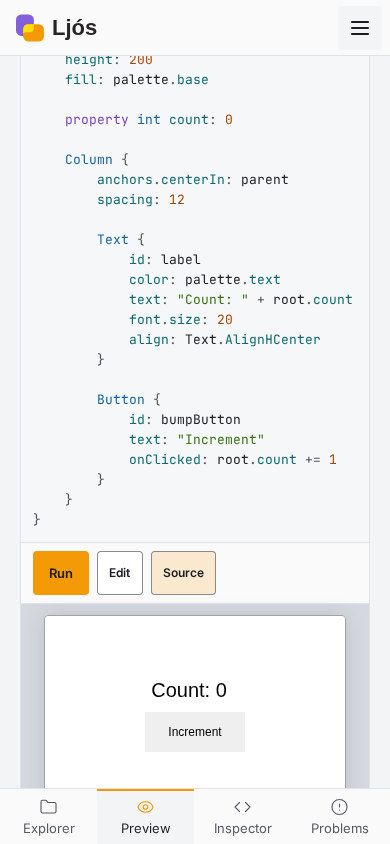 Ljós
height: 200
fill: palette.base
property int count: 0
Column {
anchors.centerIn: parent
spacing: 12
Text {
id: label
color: palette.text
text: "Count: " + root.count
font.size: 20
align: Text.AlignHCenter
}
Button {
id: bumpButton
text: "Increment"
onClicked: root.count += 1
}
}
}
Run Edit Source
Count: 0
Increment
Explorer Preview Inspector Problems